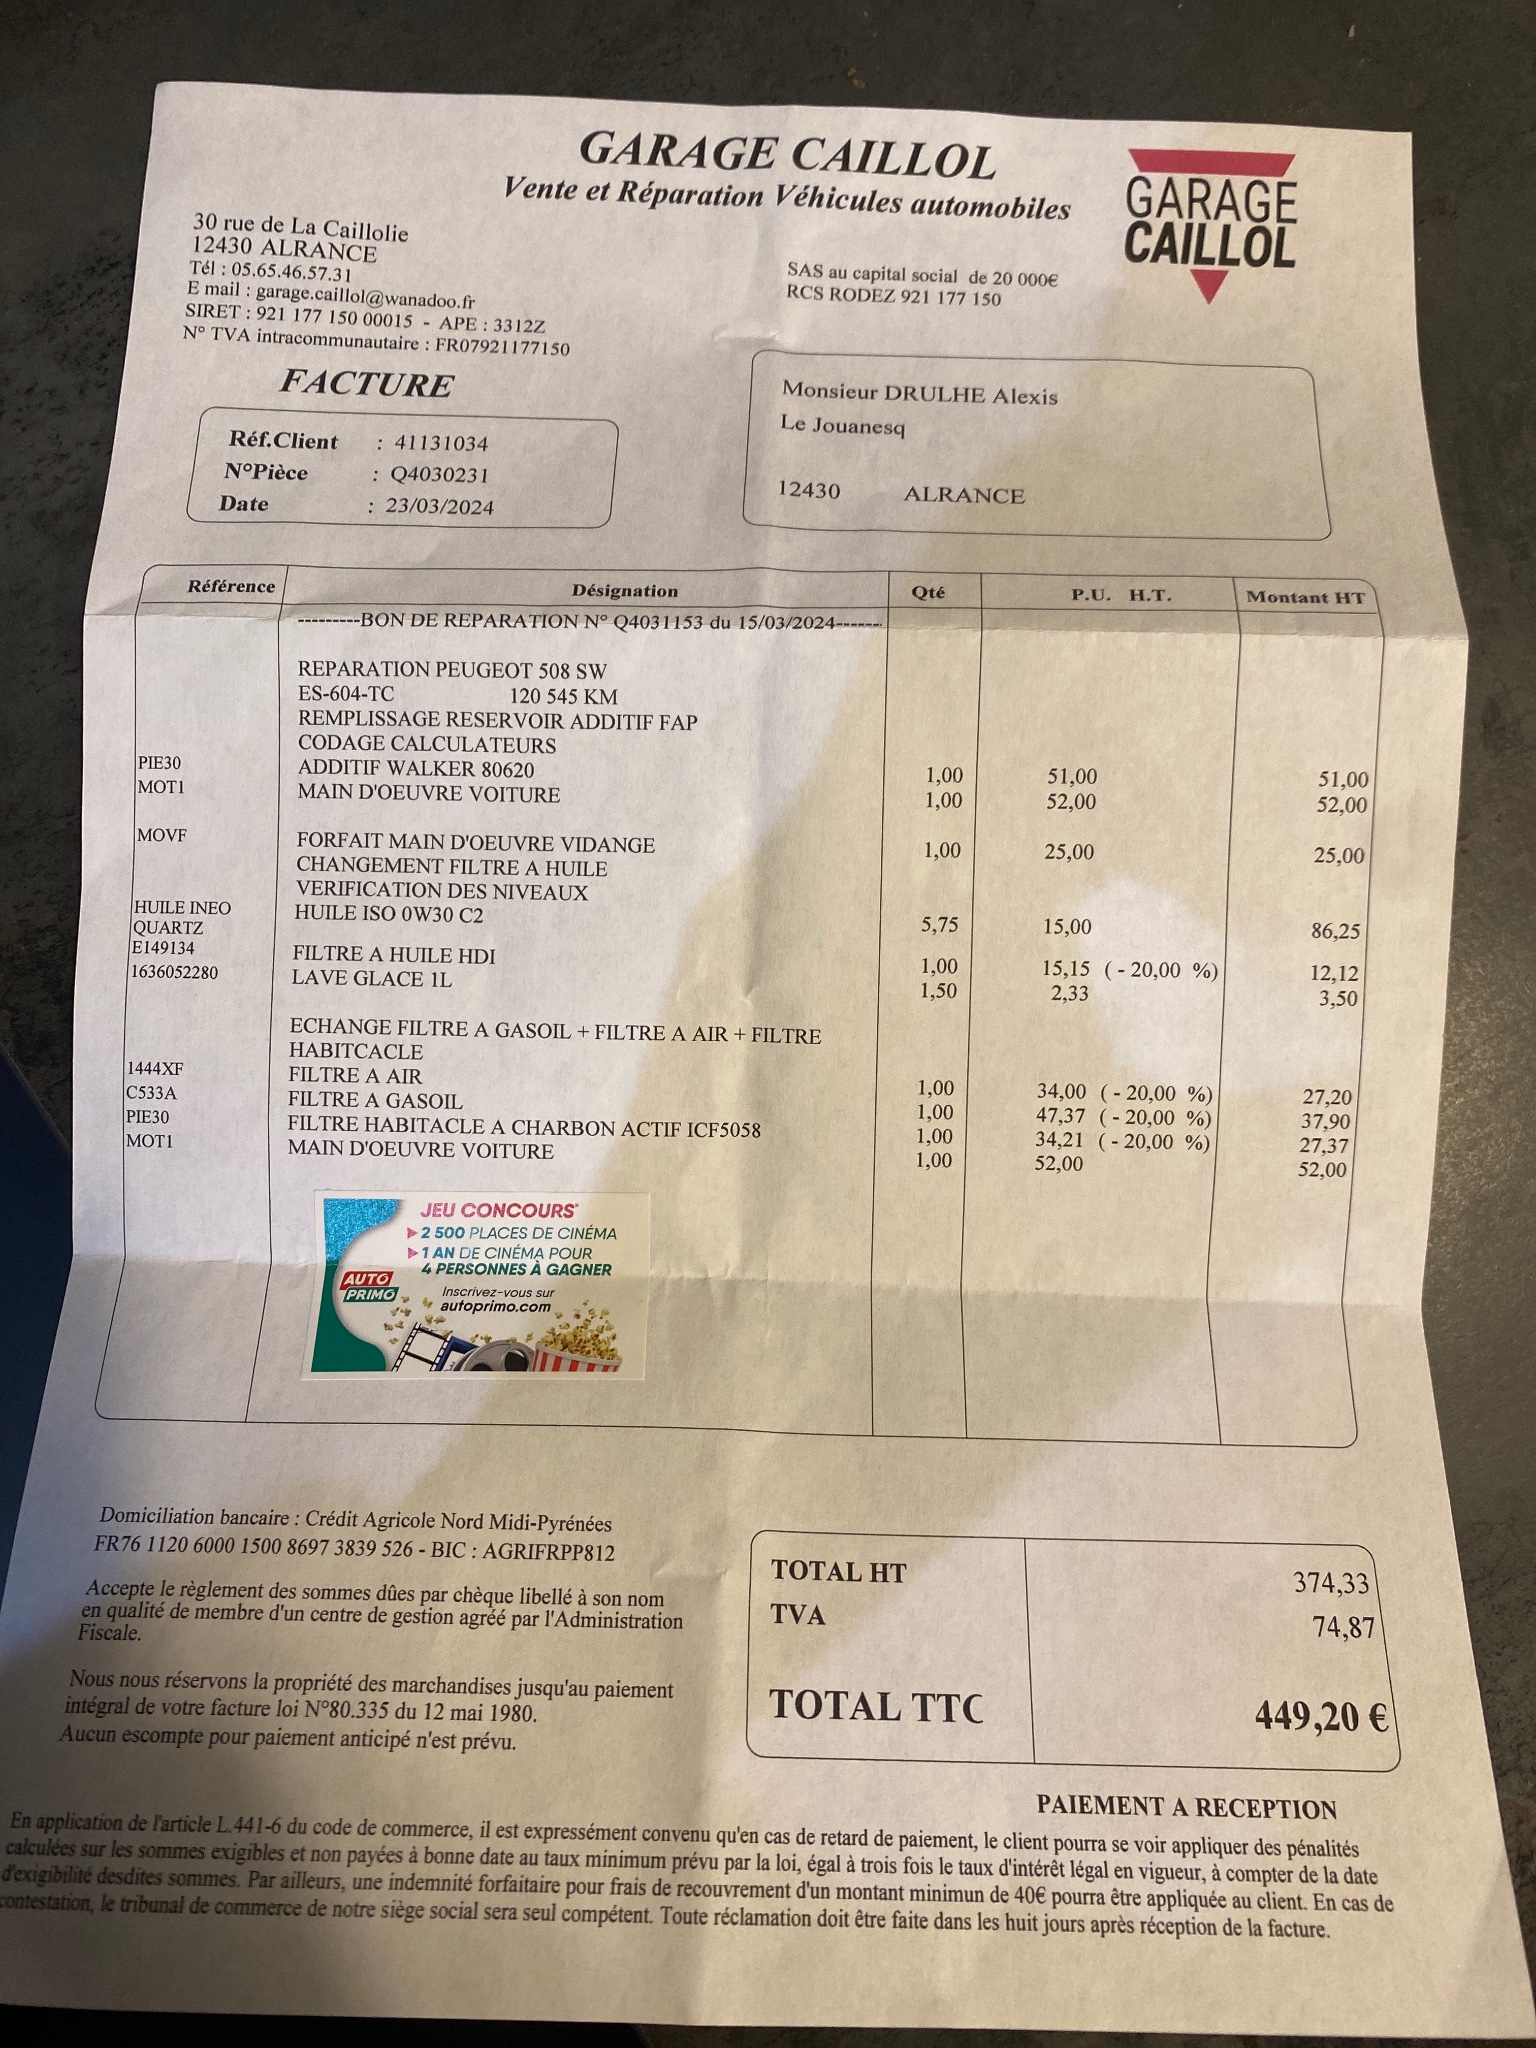 GARAGE CAILLOL
Vente et Réparation Véhicules automobiles
GARAGE
CAILLOL
30 rue de La Caillolie
12430 ALRANCE
Tél : 05.65.46.57.31
E mail : garage.caillol@wanadoo.fr
SIRET : 921 177 150 00015 - APE : 3312Z
N° TVA intracommunautaire : FR07921177150
SAS au capital social de 20 000€
RCS RODEZ 921 177 150
FACTURE
Réf.Client : 41131034
N°Pièce : Q4030231
Date : 23/03/2024
Monsieur DRULHE Alexis
Le Jouanesq
12430 ALRANCE
Référence Désignation Qté P.U. H.T. Montant HT
---------BON DE REPARATION N° Q4031153 du 15/03/2024------
REPARATION PEUGEOT 508 SW
ES-604-TC 120 545 KM
REMPLISSAGE RESERVOIR ADDITIF FAP
CODAGE CALCULATEURS
PIE30 ADDITIF WALKER 80620 1,00 51,00 51,00
MOT1 MAIN D'OEUVRE VOITURE 1,00 52,00 52,00
MOVF FORFAIT MAIN D'OEUVRE VIDANGE 1,00 25,00 25,00
CHANGEMENT FILTRE A HUILE
VERIFICATION DES NIVEAUX
HUILE INEO HUILE ISO 0W30 C2 5,75 15,00 86,25
QUARTZ
E149134 FILTRE A HUILE HDI 1,00 15,15 ( - 20,00 %) 12,12
1636052280 LAVE GLACE 1L 1,50 2,33 3,50
ECHANGE FILTRE A GASOIL + FILTRE A AIR + FILTRE
HABITCACLE
1444XF FILTRE A AIR 1,00 34,00 ( - 20,00 %) 27,20
C533A FILTRE A GASOIL 1,00 47,37 ( - 20,00 %) 37,90
PIE30 FILTRE HABITACLE A CHARBON ACTIF ICF5058 1,00 34,21 ( - 20,00 %) 27,37
MOT1 MAIN D'OEUVRE VOITURE 1,00 52,00 52,00
JEU CONCOURS*
2 500 PLACES DE CINÉMA
1 AN DE CINÉMA POUR
4 PERSONNES À GAGNER
AUTO
PRIMO
Inscrivez-vous sur
autoprimo.com
Domiciliation bancaire : Crédit Agricole Nord Midi-Pyrénées
FR76 1120 6000 1500 8697 3839 526 - BIC : AGRIFRPP812
Accepte le règlement des sommes dûes par chèque libellé à son nom
en qualité de membre d'un centre de gestion agréé par l'Administration
Fiscale.
Nous nous réservons la propriété des marchandises jusqu'au paiement
intégral de votre facture loi N°80.335 du 12 mai 1980.
Aucun escompte pour paiement anticipé n'est prévu.
TOTAL HT 374,33
TVA 74,87
TOTAL TTC 449,20 €
PAIEMENT A RECEPTION
En application de l'article L.441-6 du code de commerce, il est expressément convenu qu'en cas de retard de paiement, le client pourra se voir appliquer des pénalités
calculées sur les sommes exigibles et non payées à bonne date au taux minimum prévu par la loi, égal à trois fois le taux d'intérêt légal en vigueur, à compter de la date
d'exigibilité desdites sommes. Par ailleurs, une indemnité forfaitaire pour frais de recouvrement d'un montant minimun de 40€ pourra être appliquée au client. En cas de
contestation, le tribunal de commerce de notre siège social sera seul compétent. Toute réclamation doit être faite dans les huit jours après réception de la facture.